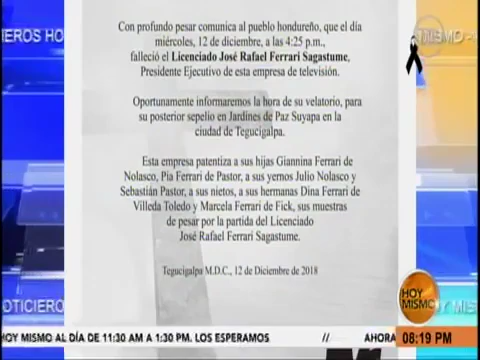 Con profundo pesar comunica al pueblo hondureño, que el día
miércoles, 12 de diciembre, a las 4:25 p.m.,
falleció el Licenciado José Rafael Ferrari Sagastume,
Presidente Ejecutivo de esta empresa de televisión.
Oportunamente informaremos la hora de su velatorio, para
su posterior sepelio en Jardines de Paz Suyapa en la
ciudad de Tegucigalpa.
Esta empresa patentiza a sus hijas Giannina Ferrari de
Nolasco, Pía Ferrari de Pastor, a sus yernos Julio Nolasco y
Sebastián Pastor, a sus nietos, a sus hermanas Dina Ferrari de
Villeda Toledo y Marcela Ferrari de Fick, sus muestras
de pesar por la partida del Licenciado
José Rafael Ferrari Sagastume.
Tegucigalpa M.D.C., 12 de Diciembre de 2018
CIEROS HO
MISMO - A
OTICIERO
HOY
MISMO
HOY MISMO AL DÍA DE 11:30 AM A 1:30 PM. LOS ESPERAMOS // AHORA
08:19 PM